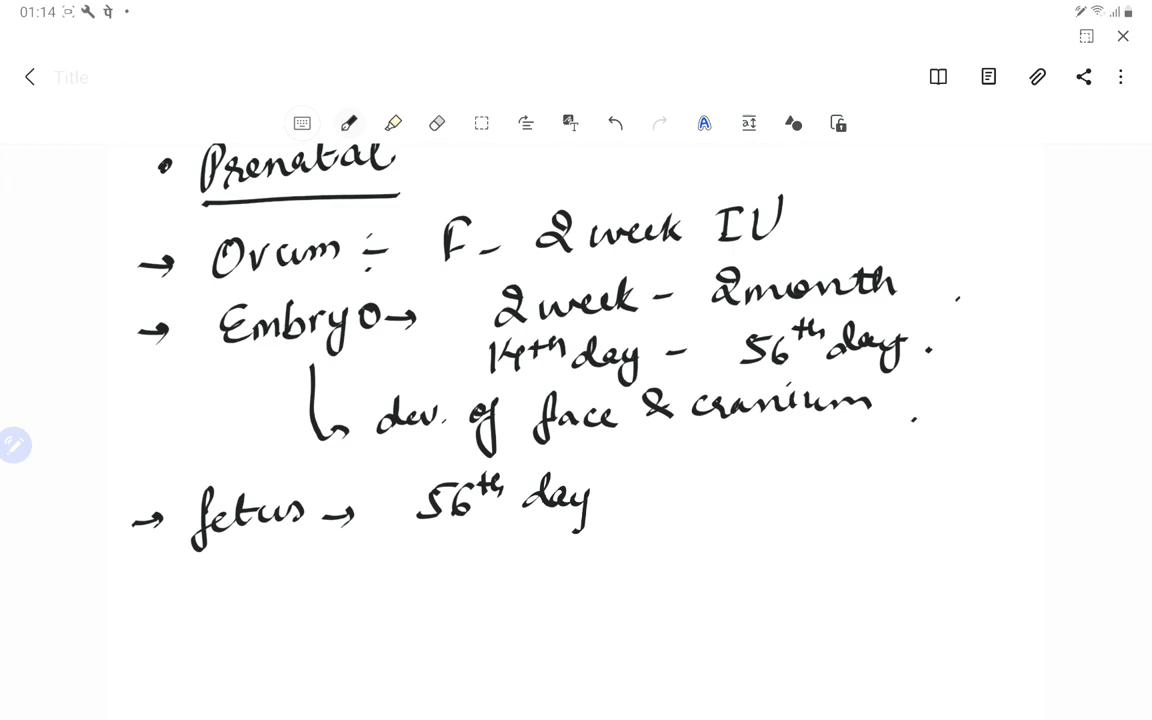 01:14 पे
Title
• Prenatal
→ Ovum ÷ F - 2 week IU
→ Embryo → 2 week - 2 month
14th day - 56th day.
dev. of face & cranium.
→ fetus → 56th day